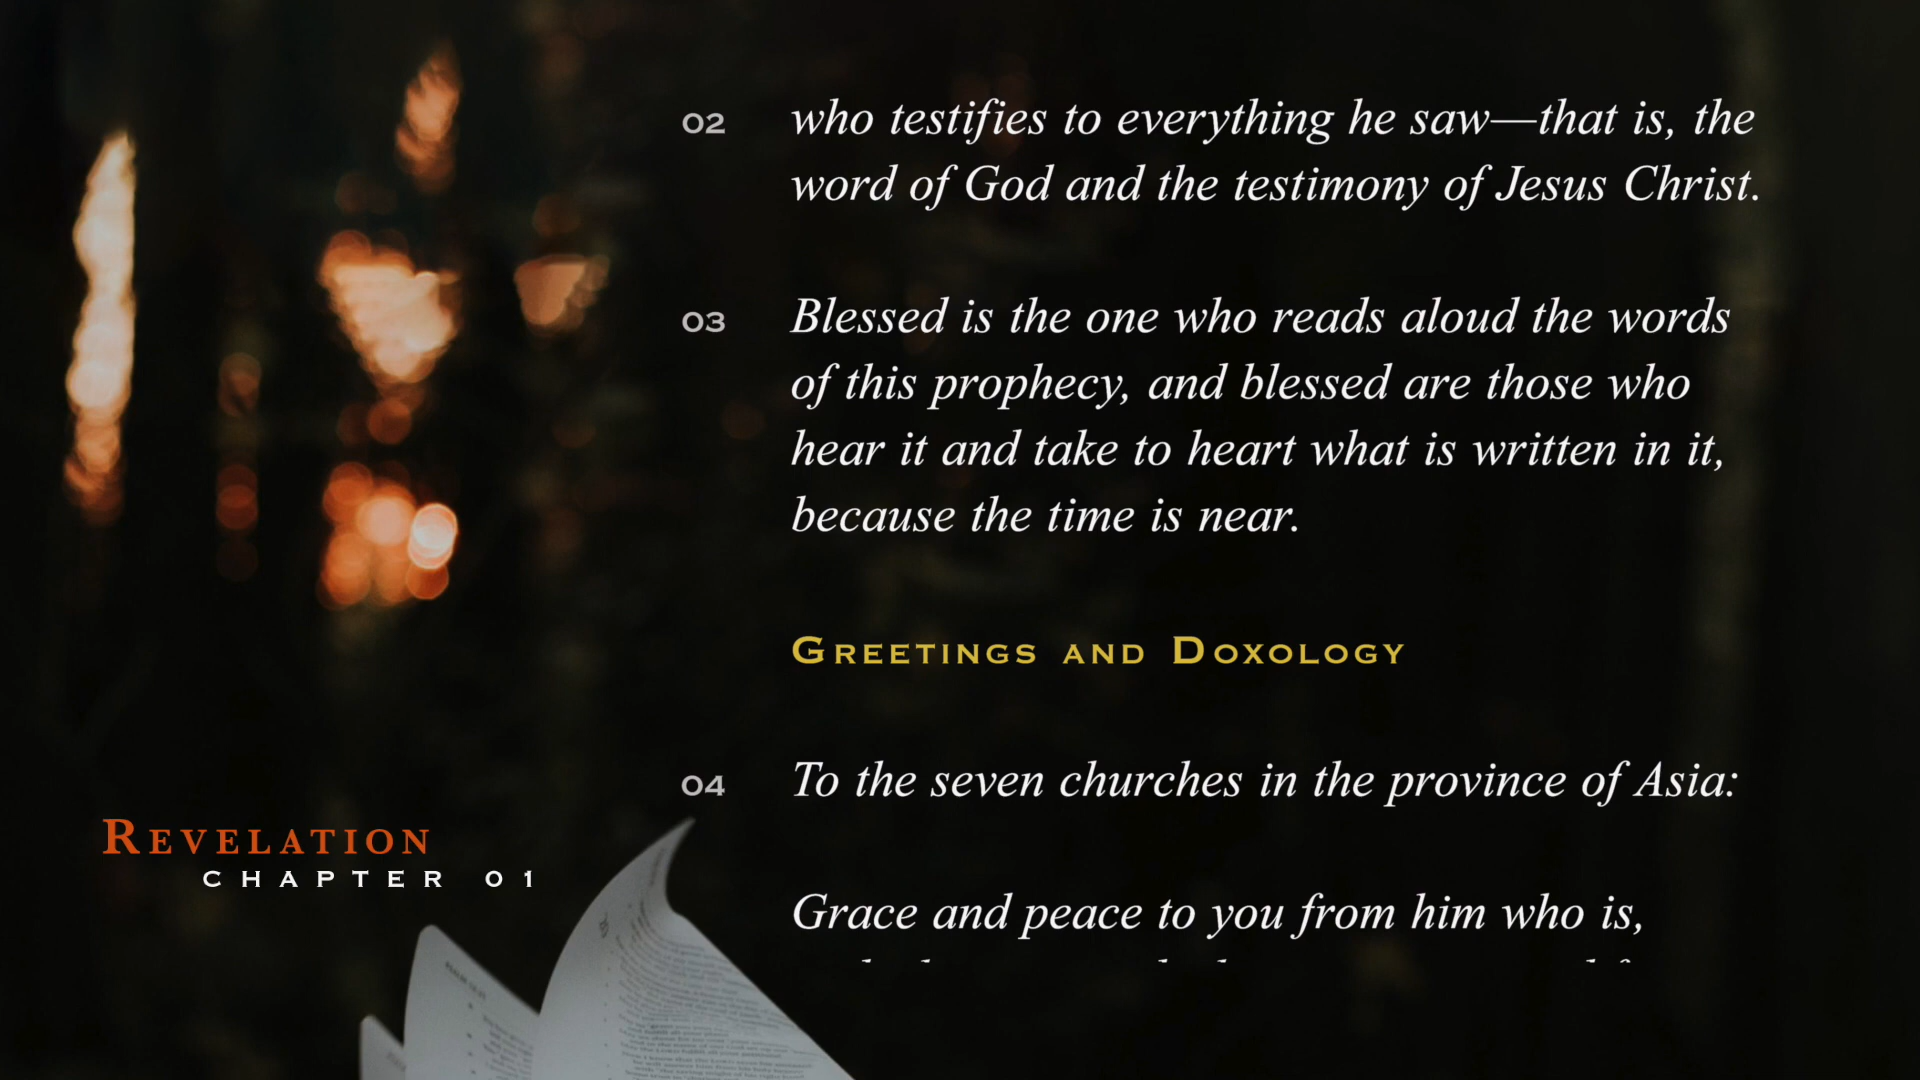 02 who testifies to everything he saw—that is, the
word of God and the testimony of Jesus Christ.
03 Blessed is the one who reads aloud the words
of this prophecy, and blessed are those who
hear it and take to heart what is written in it,
because the time is near.
Greetings and Doxology
04 To the seven churches in the province of Asia:
Grace and peace to you from him who is,
Revelation
CHAPTER 01